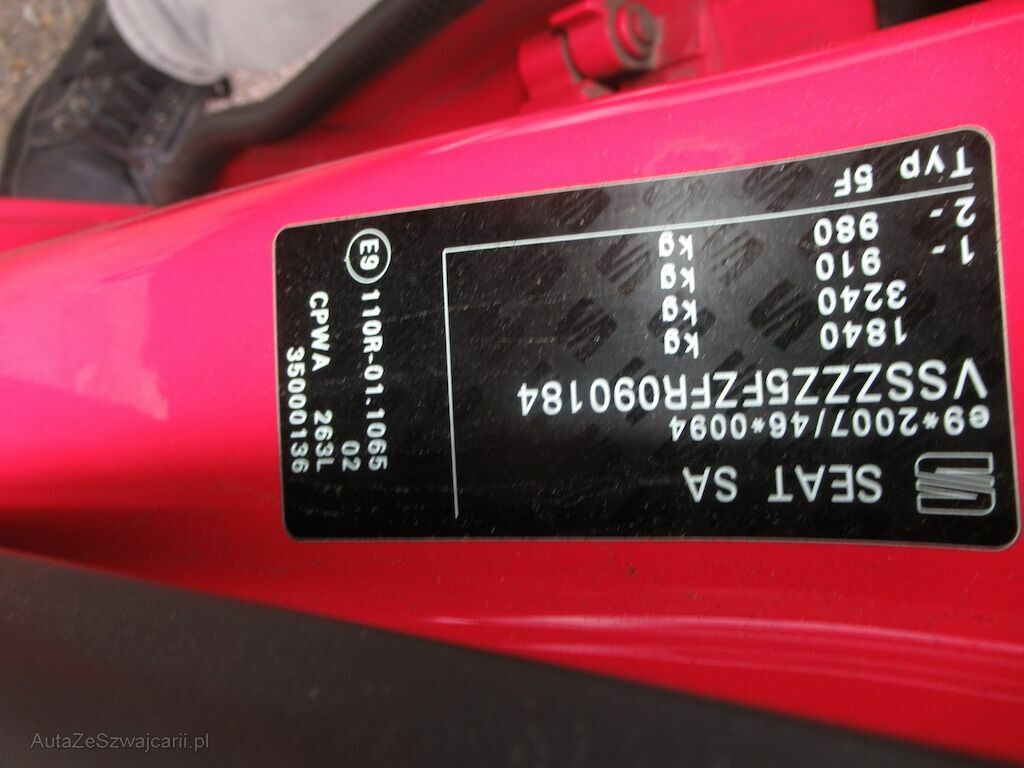 SEAT SA
e9*2007/46*0094
VSSZZZ5FZFR090184
1840 kg
3240 kg
1- 910 kg
2- 980 kg
Typ 5F
E9 110R-01.1065
02
CPWA 263L
35000136
AutaZeSzwajcarii.pl